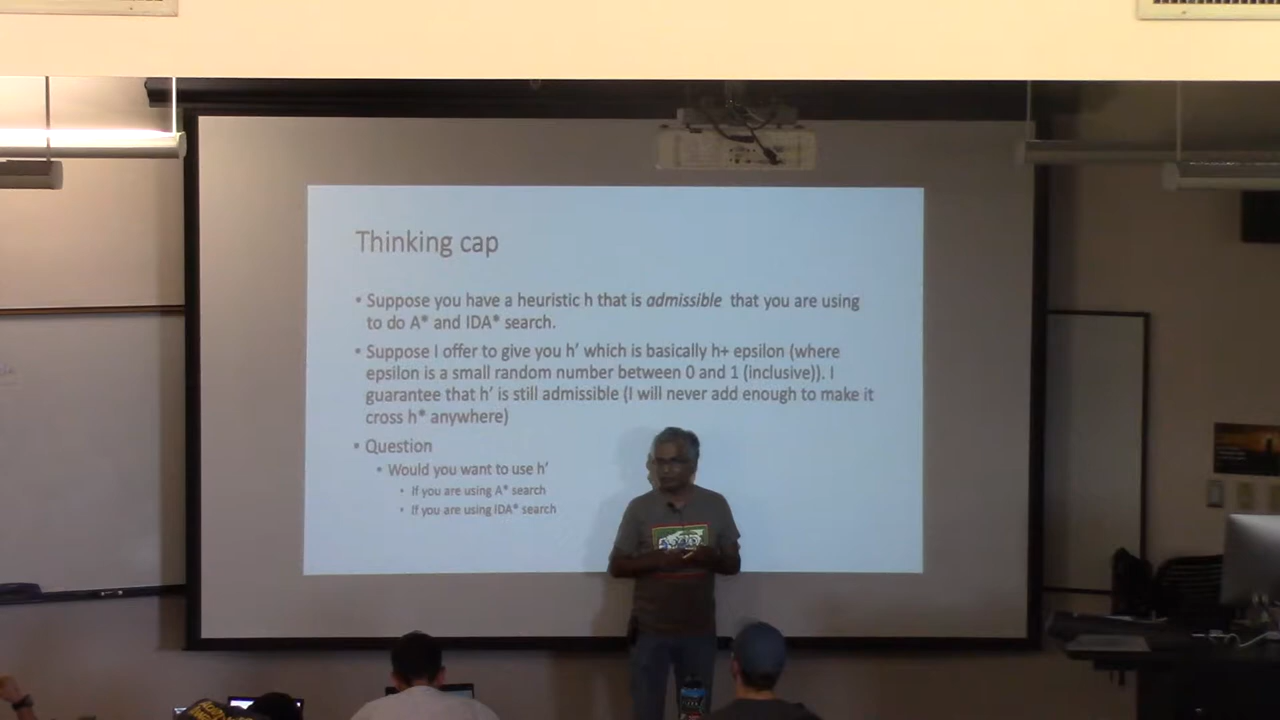 Thinking cap
• Suppose you have a heuristic h that is admissible that you are using
to do A* and IDA* search.
• Suppose I offer to give you h' which is basically h+ epsilon (where
epsilon is a small random number between 0 and 1 (inclusive)). I
guarantee that h' is still admissible (I will never add enough to make it
cross h* anywhere)
• Question
• Would you want to use h'
• If you are using A* search
• If you are using IDA* search